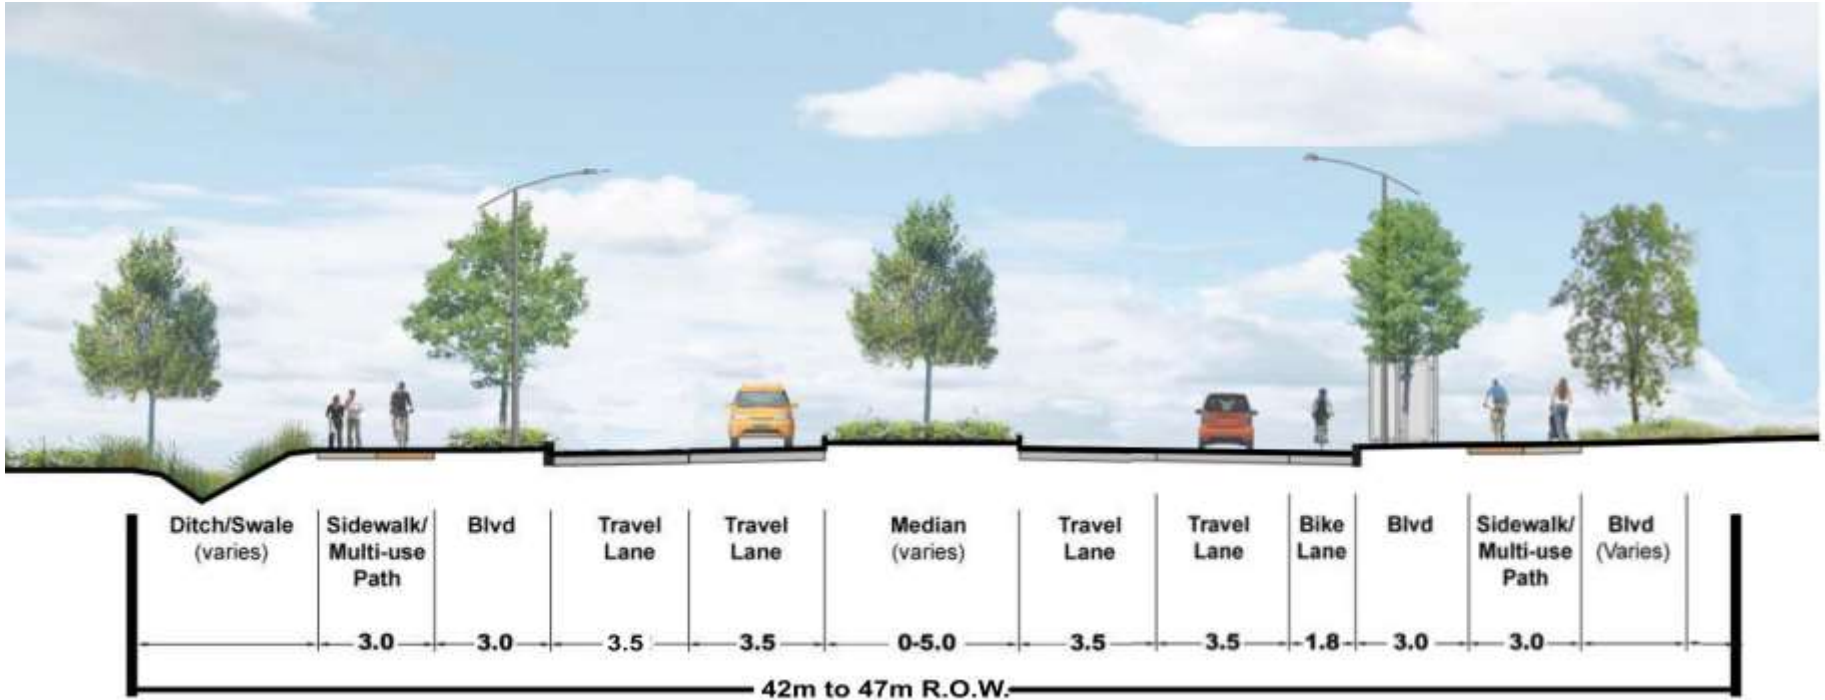 Ditch/Swale
(varies)
Sidewalk/
Multi-use
Path
Blvd
Travel
Lane
Travel
Lane
Median
(varies)
Travel
Lane
Travel
Lane
Bike
Lane
Blvd
Sidewalk/
Multi-use
Path
Blvd
(Varies)
3.0
3.0
3.5
3.5
0-5.0
3.5
3.5
1.8
3.0
3.0
42m to 47m R.O.W.